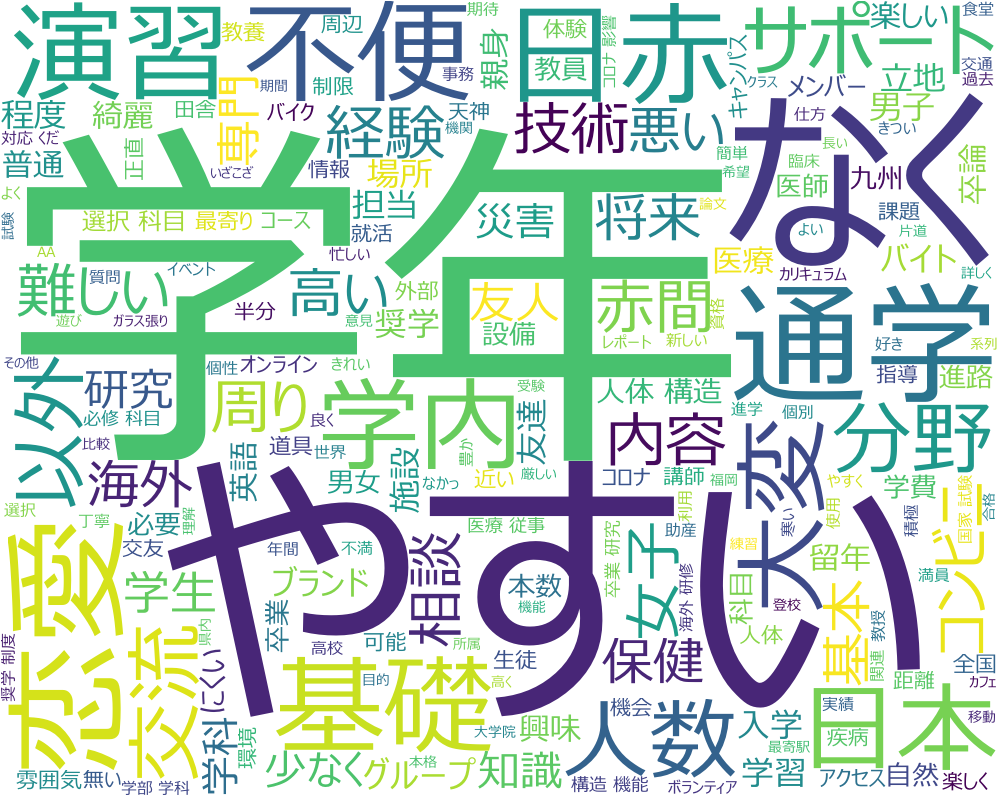 演習
不便
日赤
サポート
楽しい
食堂
期待
教養
周辺
体験
コロナ 影響
親身
教員
事務
期間
制限
キャンパス
メンバー
立地
交通
過去
クラス
程度
綺麗
田舎
バイク
天神
専門
経験
技術
悪い
男子
仕方
きつい
対応 くだ
正直
機関
いざこざ
普通
情報
場所
簡単
希望
臨床
医師
九州
長い
卒論
よく
試験
選択 科目
最寄り
コース
担当
災害
将来
論文
なく
よい
課題
片道
AA
就活
忙しい
医療
バイト
カリキュラム
詳しく
難しい
質問
イベント
高い
外部
友人
赤間
資格
学年
遊び
ガラス張り
半分
意見
奨学
設備
レポート
新しい
通学
好き
系列
その他
個性
オンライン
きれい
以外
研究
周り
学内
受験
人体 構造
進学
個別
指導
進路
必修 科目
比較
良く
友達
内容
大変
分野
英語
道具
世界
施設
豊か
海外
男女
なかっ
近い
厳しい
コロナ
講師
福岡
やすく
学費
選択
丁寧
必要
理解
恋愛
やすい
利用
寒い
使用
積極
国家 試験
合格
交友
年間
不満
相談
医療 従事
助産
練習
留年
コンビニ
学生
ブランド
本数
機能
卒業 研究
女子
科目
満員
交流
県内
卒業
可能
所属
海外 研修
登校
基本
高校
生徒
保健
人体
関連
教授
全国
奨学 制度
にくい
基礎
目的
高く
距離
カフェ
日本
学科
環境
大学院
興味
機会
人数
入学
実績
疾病
移動
最寄駅
雰囲気
無い
少なく
グループ
知識
構造 機能
学習
アクセス
自然
学部 学科
本格
ボランティア
楽しく